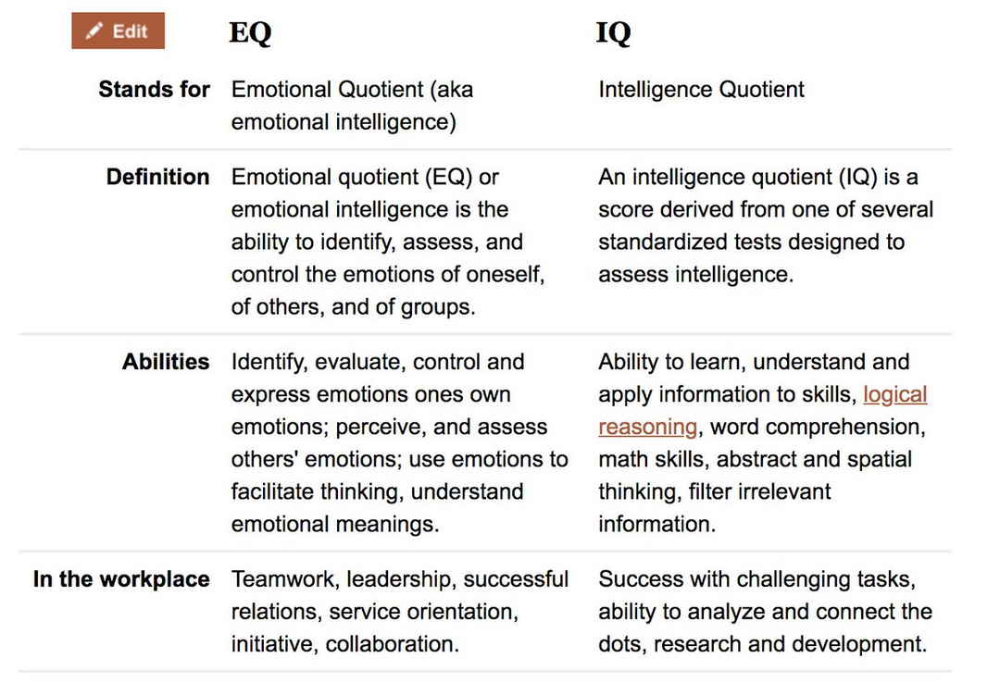 Edit
EQ
IQ
Stands for
Emotional Quotient (aka
emotional intelligence)
Intelligence Quotient
Definition
Emotional quotient (EQ) or
emotional intelligence is the
ability to identify, assess, and
control the emotions of oneself,
of others, and of groups.
An intelligence quotient (IQ) is a
score derived from one of several
standardized tests designed to
assess intelligence.
Abilities
Identify, evaluate, control and
express emotions ones own
emotions; perceive, and assess
others' emotions; use emotions to
facilitate thinking, understand
emotional meanings.
Ability to learn, understand and
apply information to skills, logical
reasoning, word comprehension,
math skills, abstract and spatial
thinking, filter irrelevant
information.
In the workplace
Teamwork, leadership, successful
relations, service orientation,
initiative, collaboration.
Success with challenging tasks,
ability to analyze and connect the
dots, research and development.